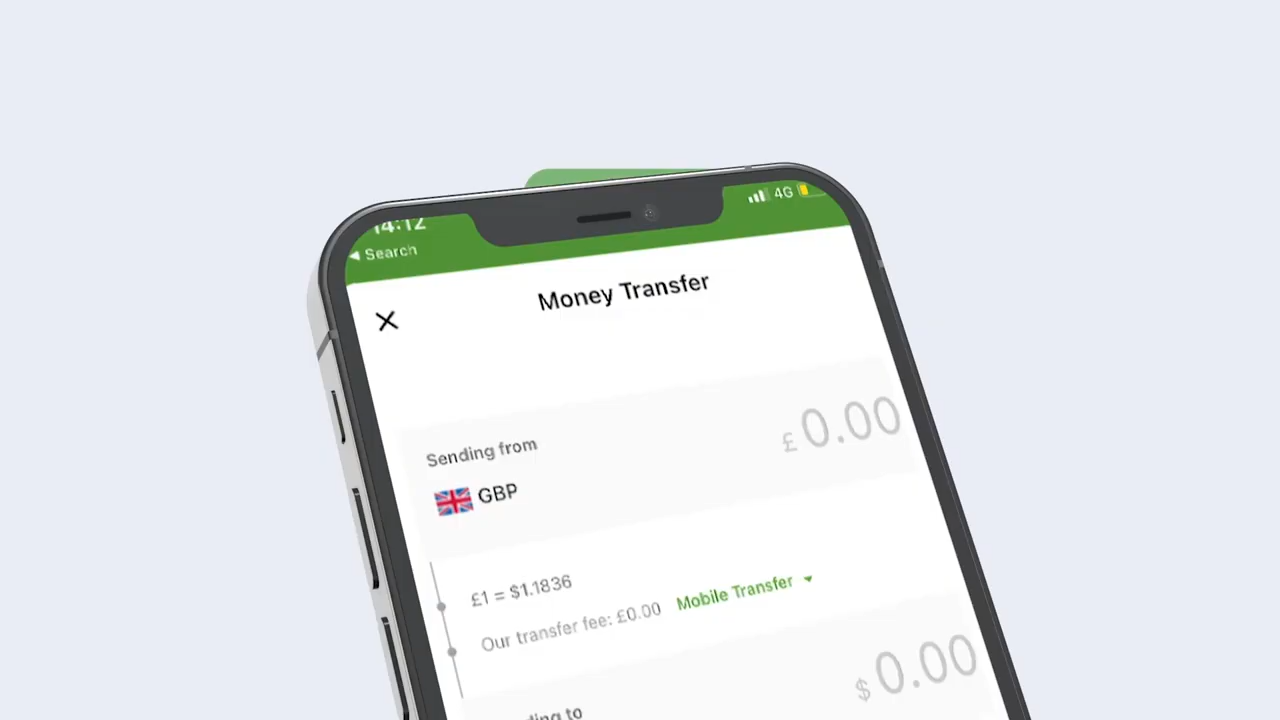 14:12
4G
◀ Search
Money Transfer
Sending from
£ 0.00
GBP
£1 = $1.1836
Our transfer fee: £0.00 Mobile Transfer
$ 0.00
to